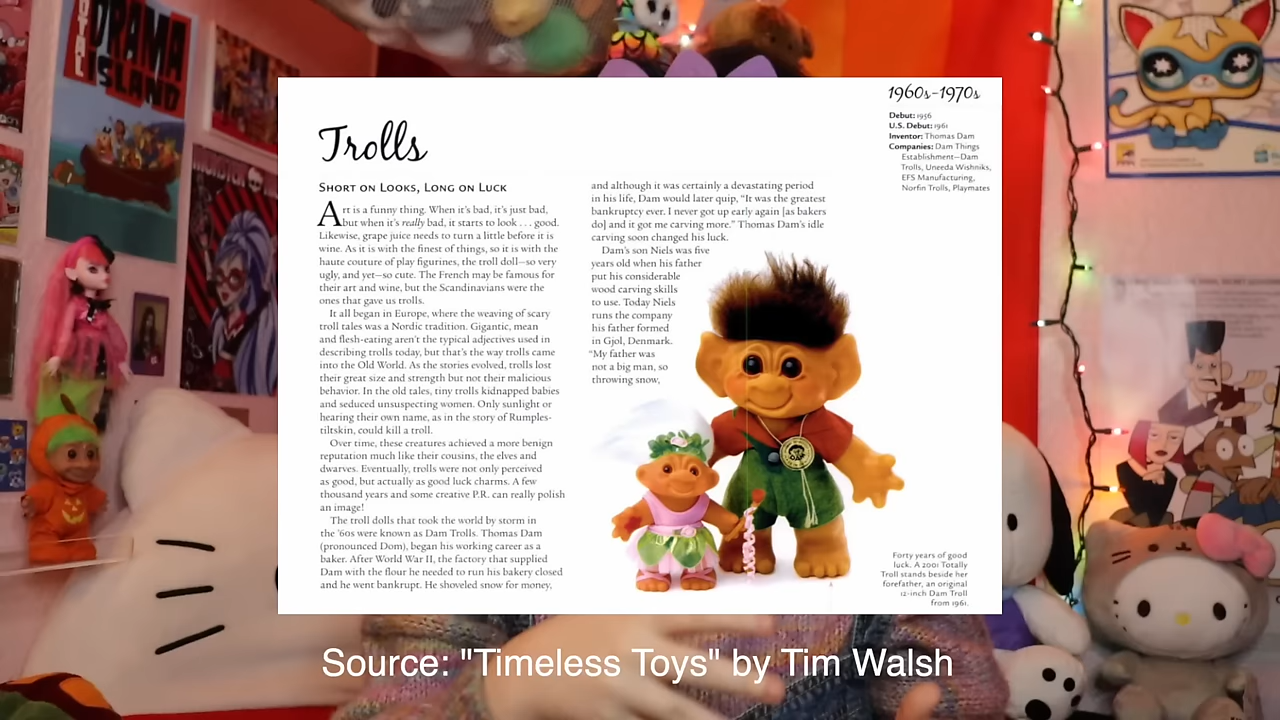 DRAMA
ISLAND
1960s–1970s
Debut: 1956
U.S. Debut: 1961
Inventor: Thomas Dam
Companies: Dam Things
Establishment—Dam
Trolls, Uneeda Wishniks,
EFS Manufacturing,
Norfin Trolls, Playmates
Trolls
Short on Looks, Long on Luck
Art is a funny thing. When it's bad, it's just bad,
but when it's really bad, it starts to look . . . good.
Likewise, grape juice needs to turn a little before it is
wine. As it is with the finest of things, so it is with the
haute couture of play figurines, the troll doll—so very
ugly, and yet—so cute. The French may be famous for
their art and wine, but the Scandinavians were the
ones that gave us trolls.
It all began in Europe, where the weaving of scary
troll tales was a Nordic tradition. Gigantic, mean
and flesh-eating aren't the typical adjectives used in
describing trolls today, but that's the way trolls came
into the Old World. As the stories evolved, trolls lost
their great size and strength but not their malicious
behavior. In the old tales, tiny trolls kidnapped babies
and seduced unsuspecting women. Only sunlight or
hearing their own name, as in the story of Rumples-
tiltskin, could kill a troll.
Over time, these creatures achieved a more benign
reputation much like their cousins, the elves and
dwarves. Eventually, trolls were not only perceived
as good, but actually as good luck charms. A few
thousand years and some creative P.R. can really polish
an image!
The troll dolls that took the world by storm in
the '60s were known as Dam Trolls. Thomas Dam
(pronounced Dom), began his working career as a
baker. After World War II, the factory that supplied
Dam with the flour he needed to run his bakery closed
and he went bankrupt. He shoveled snow for money,
and although it was certainly a devastating period
in his life, Dam would later quip, "It was the greatest
bankruptcy ever. I never got up early again [as bakers
do] and it got me carving more." Thomas Dam's idle
carving soon changed his luck.
Dam's son Niels was five
years old when his father
put his considerable
wood carving skills
to use. Today Niels
runs the company
his father formed
in Gjol, Denmark.
"My father was
not a big man, so
throwing snow,
Forty years of good
luck. A 2001 Totally
Troll stands beside her
forefather, an original
12-inch Dam Troll
from 1961.
Source: "Timeless Toys" by Tim Walsh